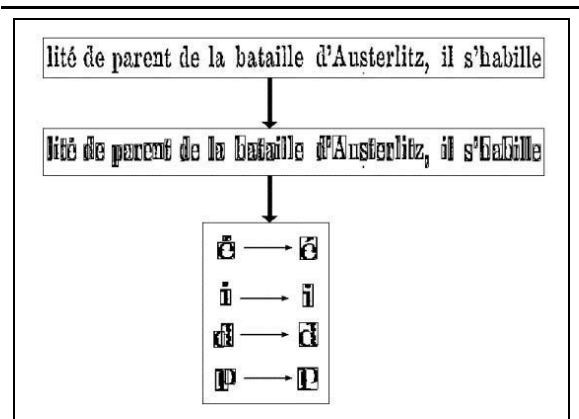 lité de parent de la bataille d'Austerlitz, il s'habille
lité de parent de la bataille d'Austerlitz, il s'habille
é é
i i
d d
p p